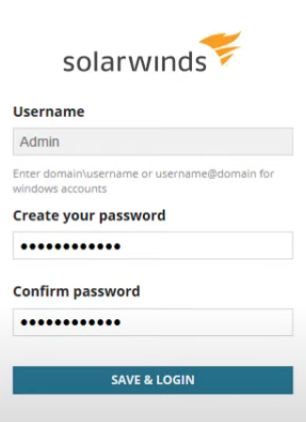 solarwinds
Username
Admin
Enter domain\username or username@domain for
windows accounts
Create your password
••••••••••••
Confirm password
••••••••••••
SAVE & LOGIN